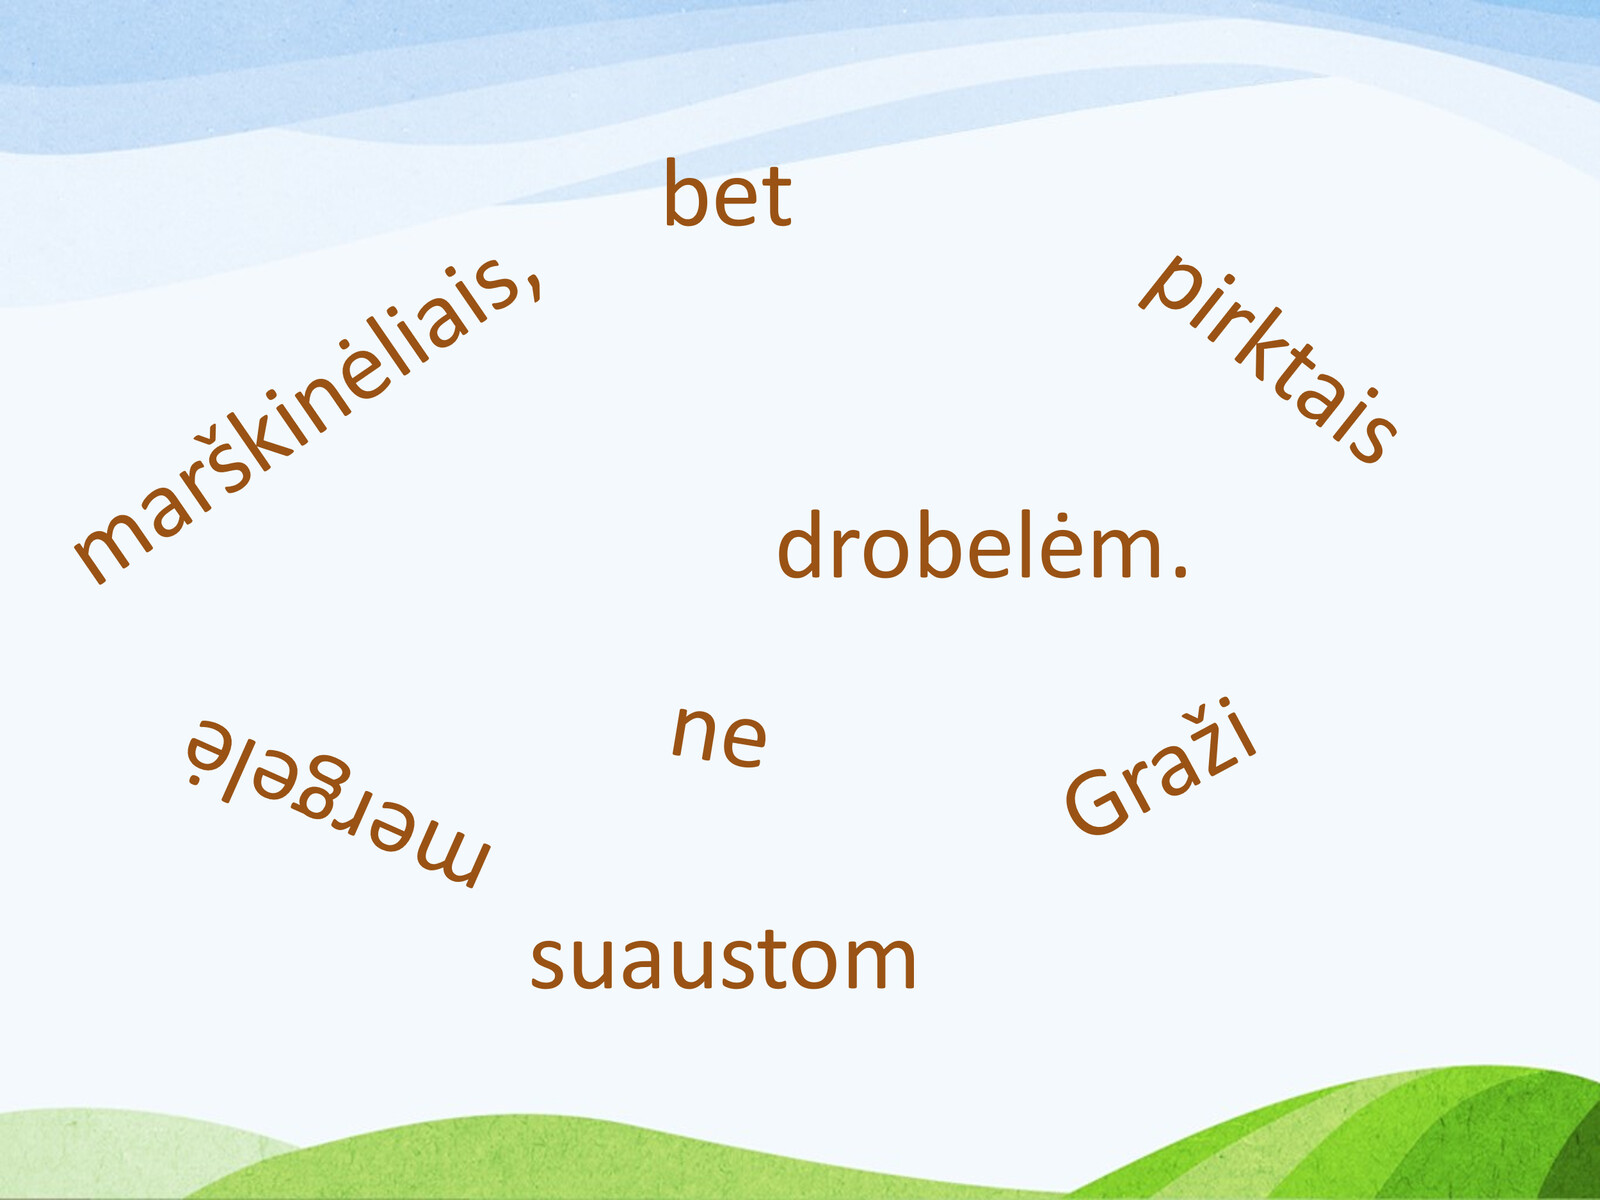 bet
marškinėliais,
pirktais
drobelėm.
mergelė
ne
Graži
suaustom